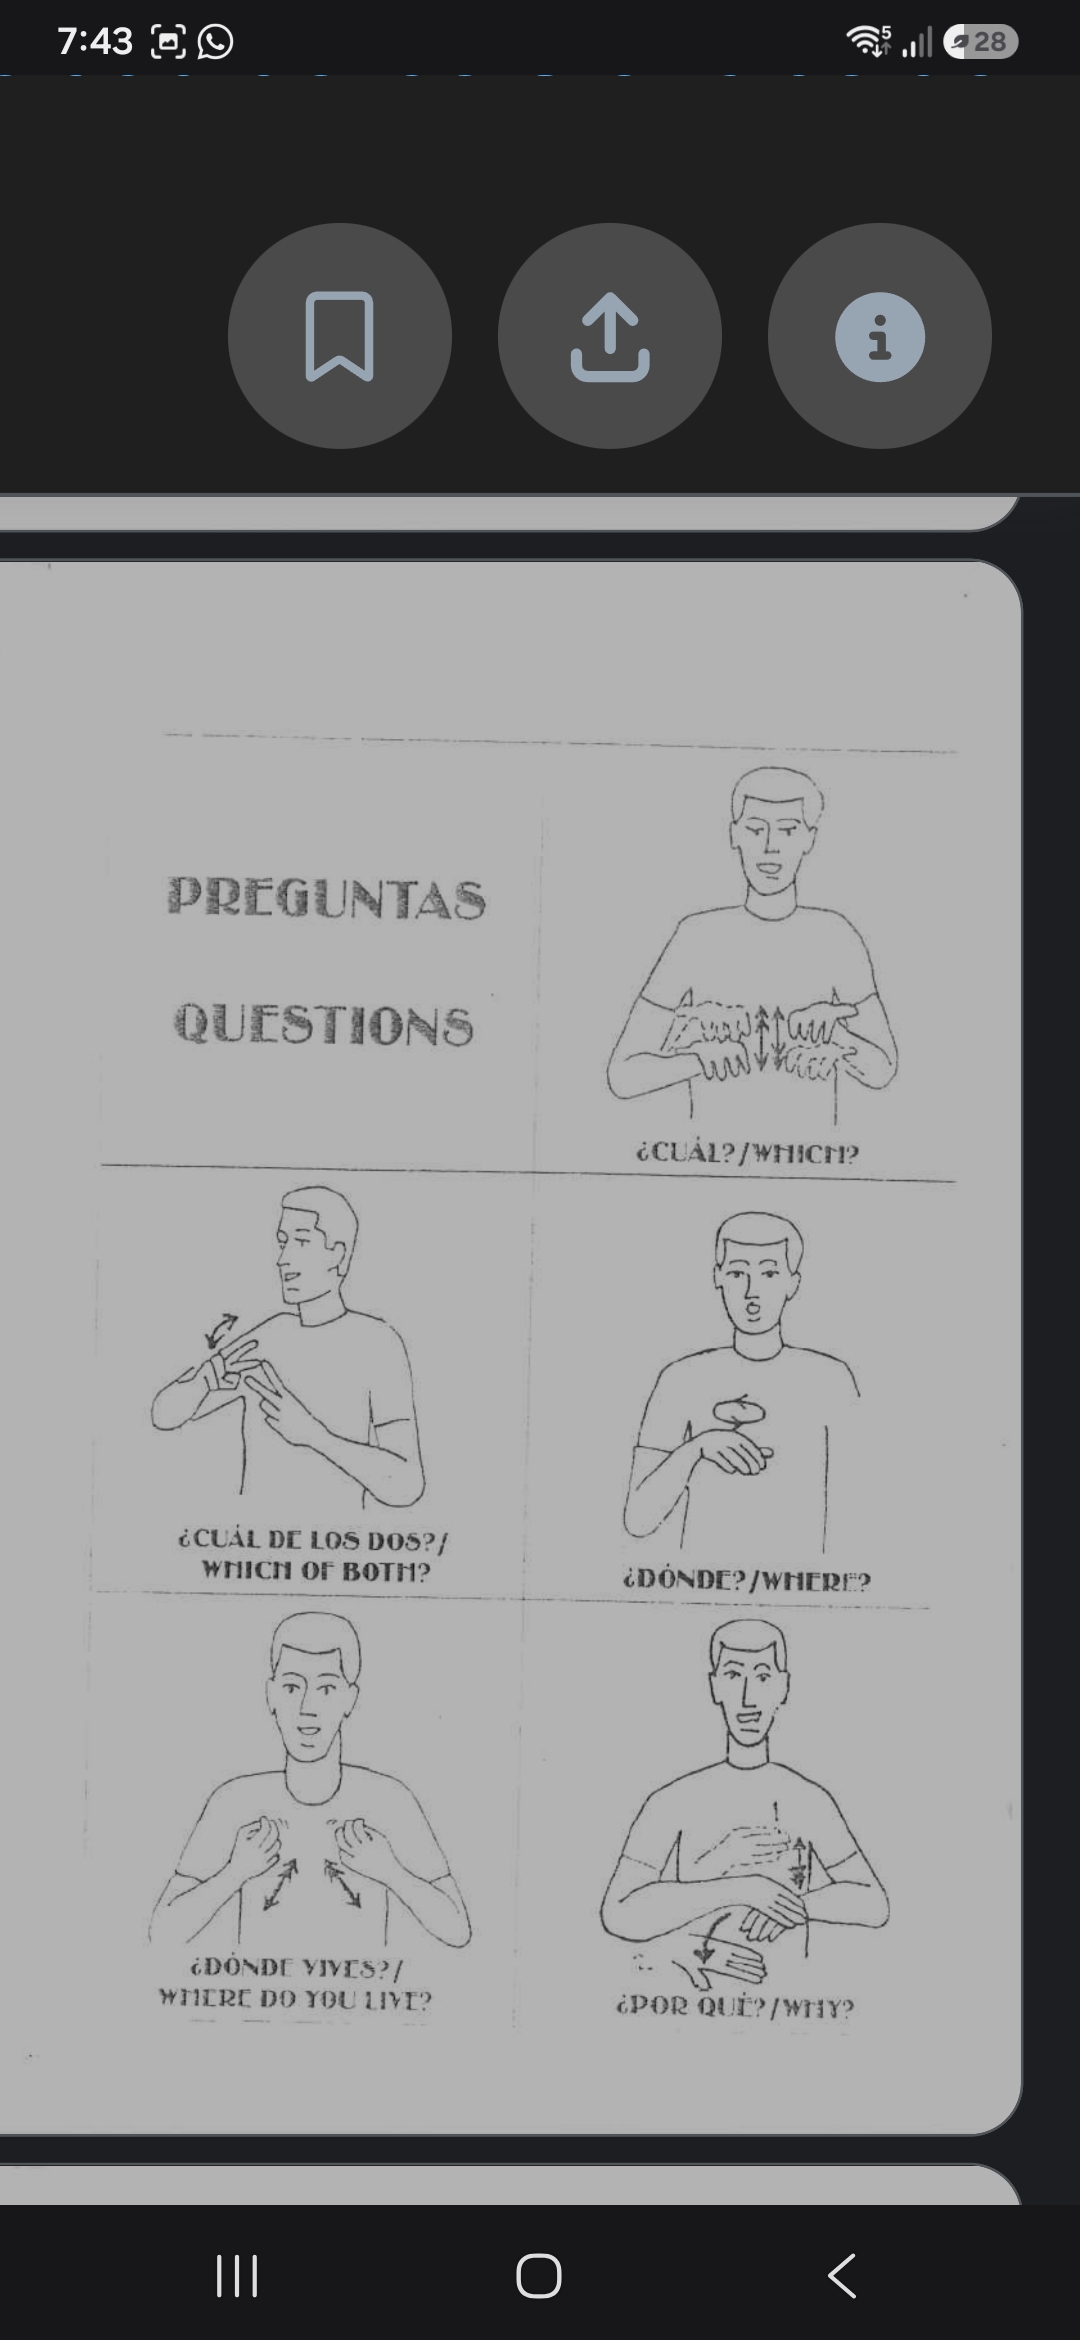 7:43
5
28
PREGUNTAS
QUESTIONS
¿CUÁL?/WHICH?
¿CUÁL DE LOS DOS?/
WHICH OF BOTH?
¿DÓNDE?/WHERE?
¿DÓNDE VIVES?/
WHERE DO YOU LIVE?
¿POR QUÉ?/WHY?